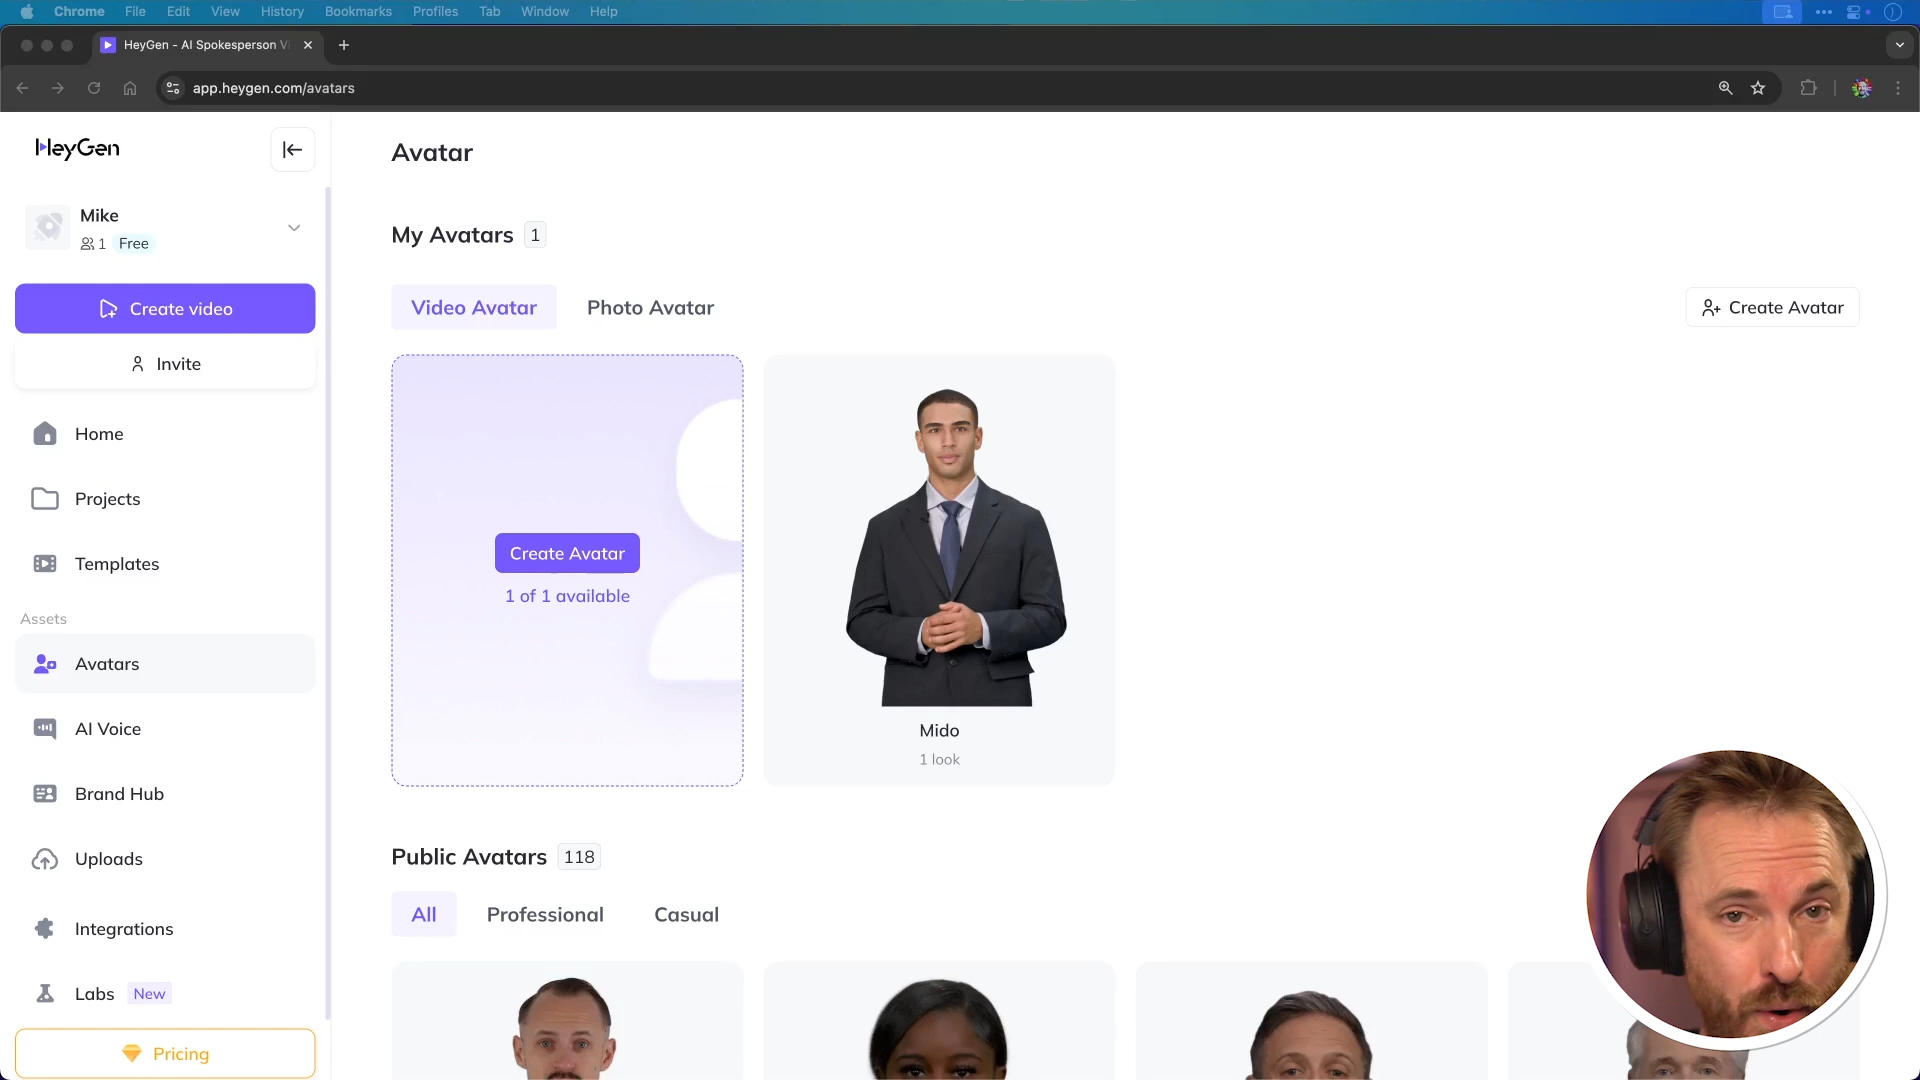 Chrome File Edit View History Bookmarks Profiles Tab Window Help
HeyGen - AI Spokesperson Vi
app.heygen.com/avatars
HeyGen
Mike
1 Free
Create video
Invite
Home
Projects
Templates
Assets
Avatars
AI Voice
Brand Hub
Uploads
Integrations
Labs New
Pricing
Avatar
My Avatars 1
Video Avatar Photo Avatar Create Avatar
Create Avatar
1 of 1 available
Mido
1 look
Public Avatars 118
All Professional Casual